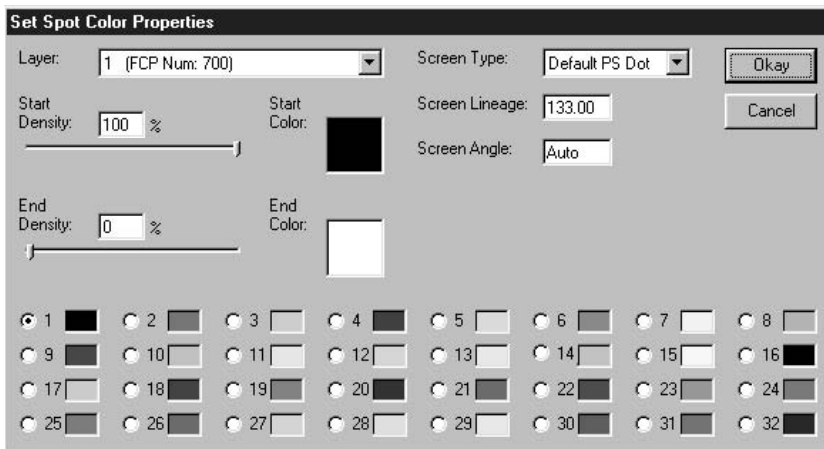 Set Spot Color Properties
Layer: 1 (FCP Num: 700) Screen Type: Default PS Dot Okay
Start Density: 100 % Start Color: Screen Lineage: 133.00 Cancel
Screen Angle: Auto
End Density: 0 % End Color:
1 2 3 4 5 6 7 8
9 10 11 12 13 14 15 16
17 18 19 20 21 22 23 24
25 26 27 28 29 30 31 32